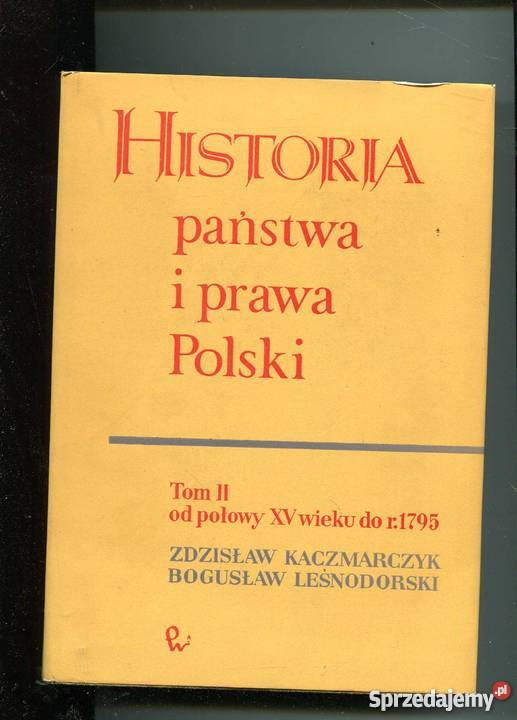 HISTORIA
państwa
i prawa
Polski
Tom II
od połowy XV wieku do r.1795
ZDZISŁAW KACZMARCZYK
BOGUSŁAW LEŚNODORSKI
Sprzedajemy.pl